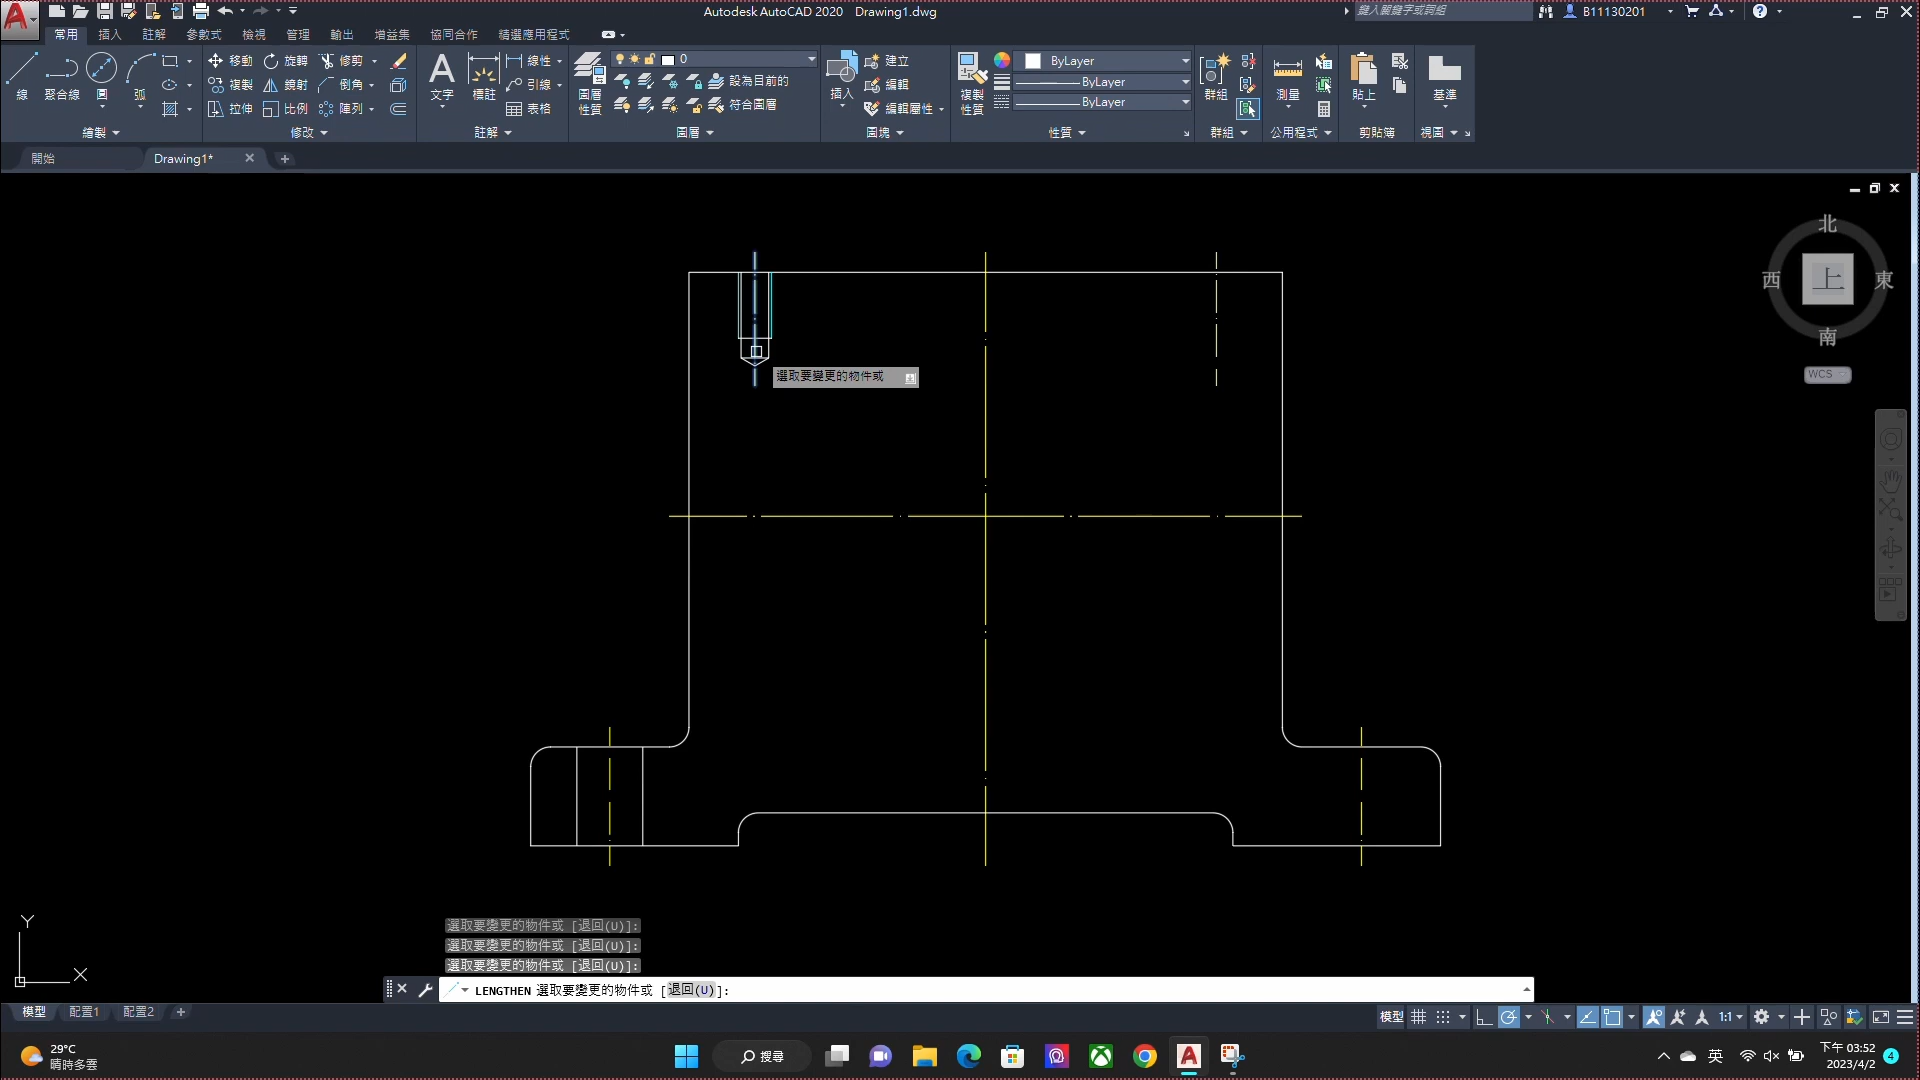 Autodesk AutoCAD 2020 Drawing1.dwg
鍵入關鍵字或詞組
B11130201
常用 插入 註解 參數式 檢視 管理 輸出 增益集 協同合作 精選應用程式
線 聚合線 圓 弧
移動 旋轉 修剪
複製 鏡射 倒角
拉伸 比例 陣列
文字 標註
線性
引線
表格
圖層性質
0
設為目前的
符合圖層
插入
建立
編輯
編輯屬性
複製性質
ByLayer
ByLayer
ByLayer
群組
測量
貼上
基準
繪製 修改 註解 圖層 圖塊 性質 群組 公用程式 剪貼簿 視圖
開始 Drawing1*
北
西 上 東
南
WCS
選取要變更的物件或
Y
X
選取要變更的物件或 [退回(U)]:
選取要變更的物件或 [退回(U)]:
選取要變更的物件或 [退回(U)]:
LENGTHEN 選取要變更的物件或 [退回(U)]:
模型 配置1 配置2
模型 1:1
29°C
晴時多雲
搜尋
英
下午 03:52
2023/4/2
4